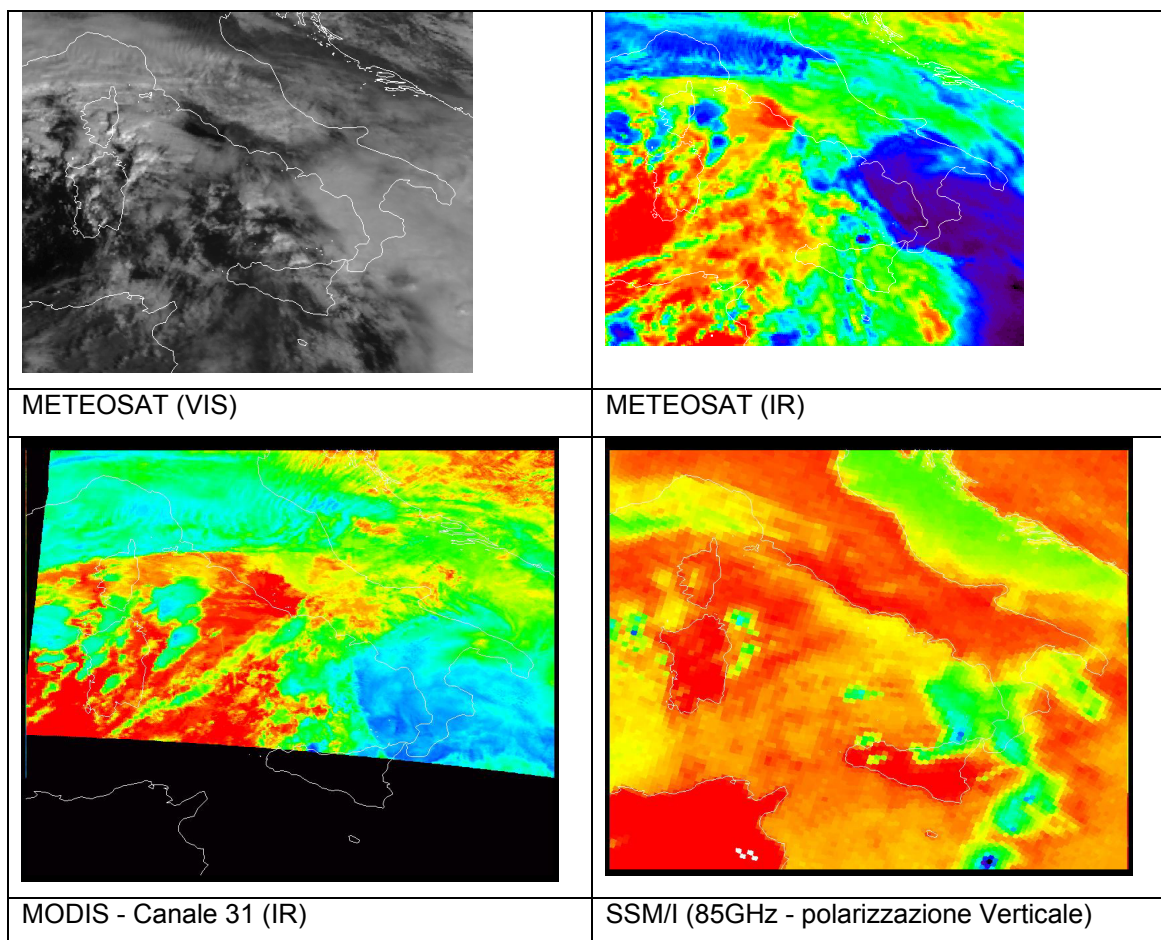 METEOSAT (VIS)
METEOSAT (IR)
MODIS - Canale 31 (IR)
SSM/I (85GHz - polarizzazione Verticale)